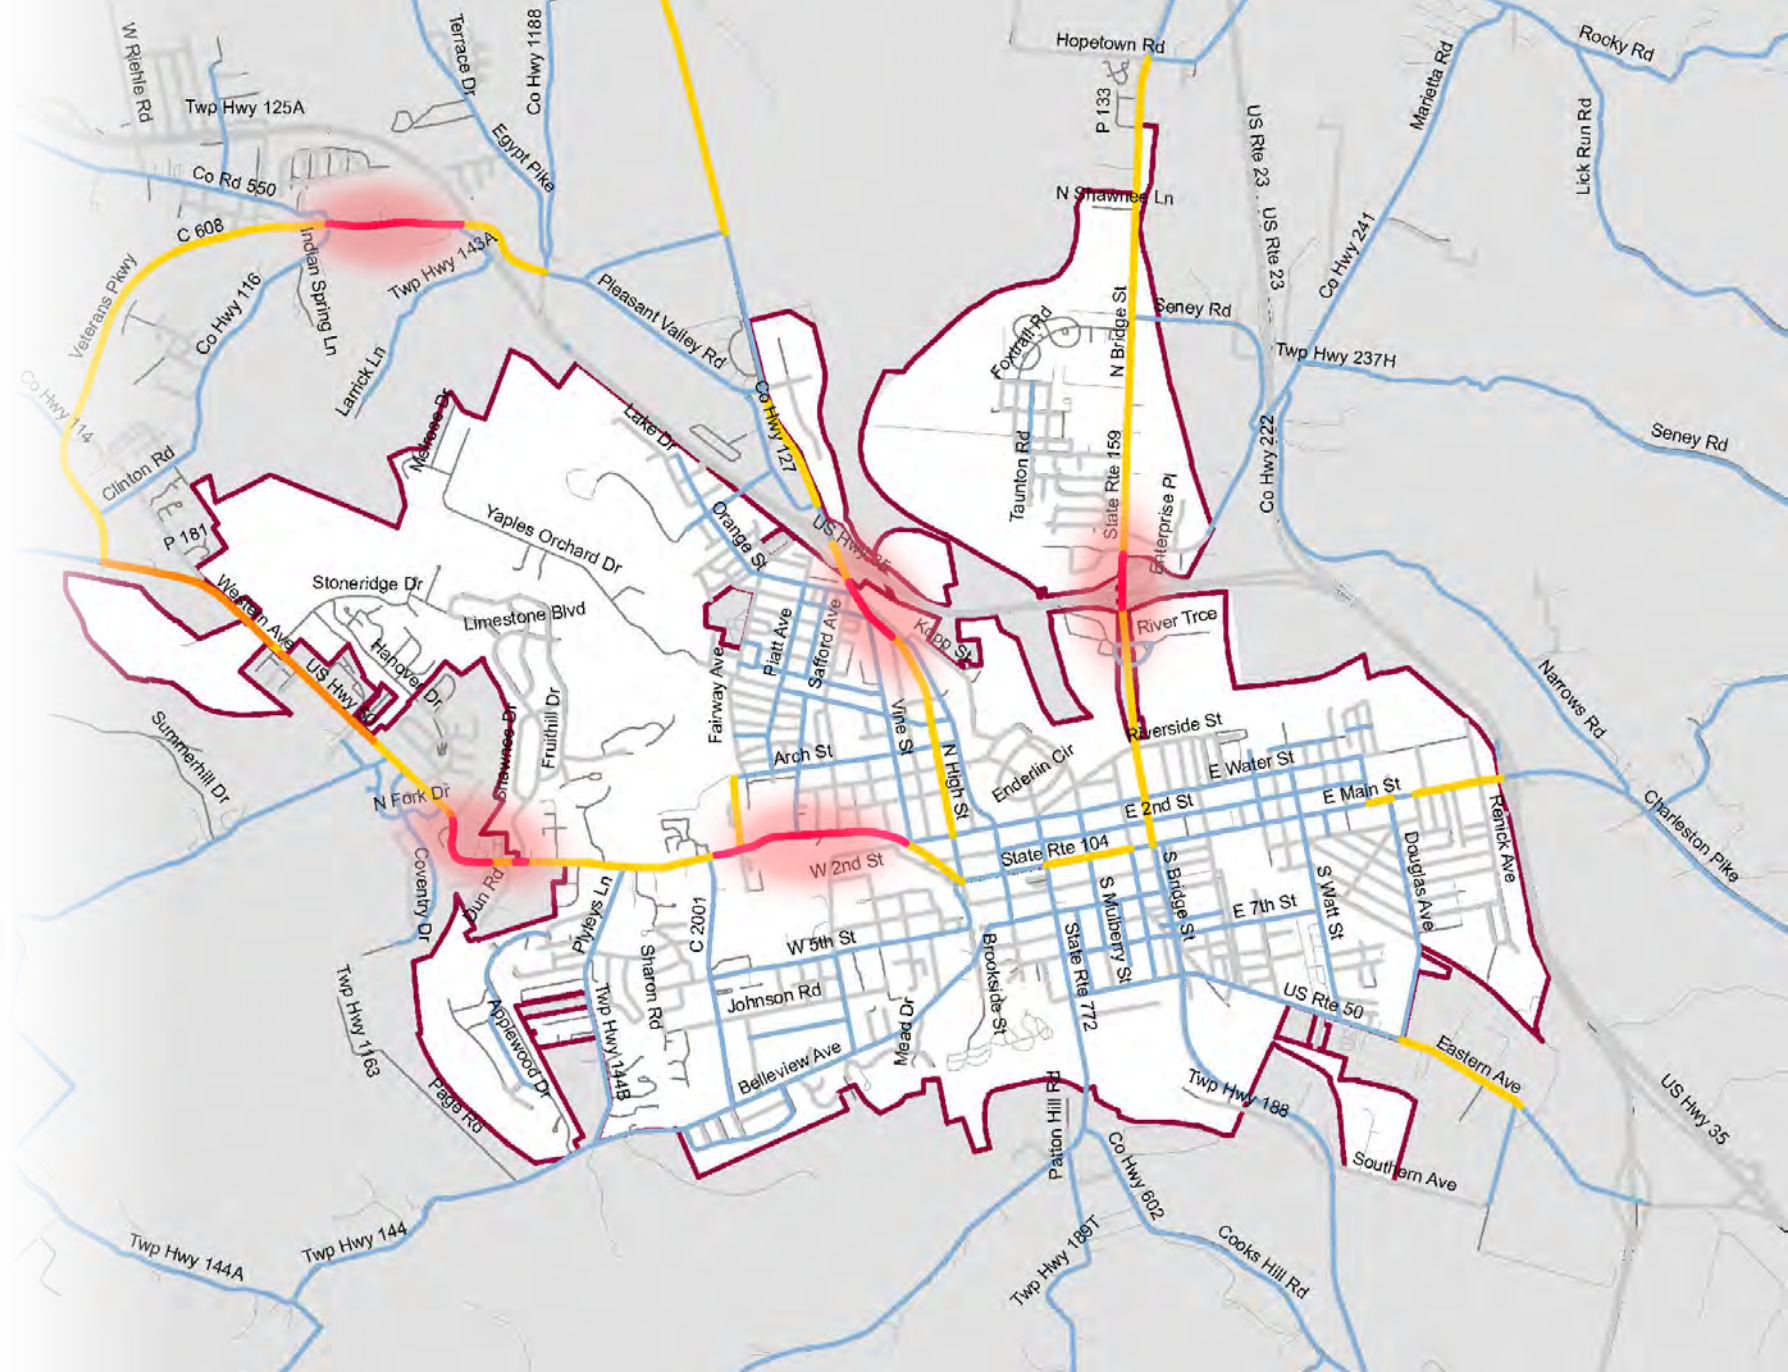 W Riehle Rd
Twp Hwy 125A
Terrace Dr
Co Hwy 1188
Egypt Pike
Hopetown Rd
P 133
US Rte 23
US Rte 23
Marietta Rd
Rocky Rd
Lick Run Rd
Co Rd 550
C 608
N Shawnee Ln
Co Hwy 241
Veterans Pkwy
Co Hwy 116
Indian Spring Ln
Twp Hwy 143A
Pleasant Valley Rd
Larrick Ln
Foxtrail Rd
N Bridge St
Seney Rd
Twp Hwy 237H
Seney Rd
Co Hwy 114
Clinton Rd
Melrose Dr
Lake Dr
Co Hwy 127
Taunton Rd
State Rte 159
Enterprise Pl
Co Hwy 222
P 181
Yaples Orchard Dr
Orange St
US Hwy 35
Western Ave
Stoneridge Dr
Limestone Blvd
Hanover Dr
US Hwy 50
Fairway Ave
Piatt Ave
Safford Ave
Kopp St
River Trce
Narrows Rd
Summerhill Dr
Shawnee Dr
Fruithill Dr
Vine St
Arch St
N High St
Enderlin Cir
Riverside St
E Water St
E 2nd St
E Main St
N Fork Dr
Charleston Pike
Renick Ave
Coventry Dr
Dun Rd
Plyleys Ln
C 2001
W 2nd St
State Rte 104
S Mulberry St
S Bridge St
E 7th St
S Watt St
Douglas Ave
W 5th St
Sharon Rd
Johnson Rd
Brookside St
State Rte 772
US Rte 50
Twp Hwy 1163
Applewood Dr
Twp Hwy 144B
Page Rd
Mead Dr
Belleview Ave
Patton Hill Rd
Twp Hwy 188
Eastern Ave
US Hwy 35
Southern Ave
Co Hwy 602
Twp Hwy 144
Twp Hwy 144A
Twp Hwy 189T
Cooks Hill Rd